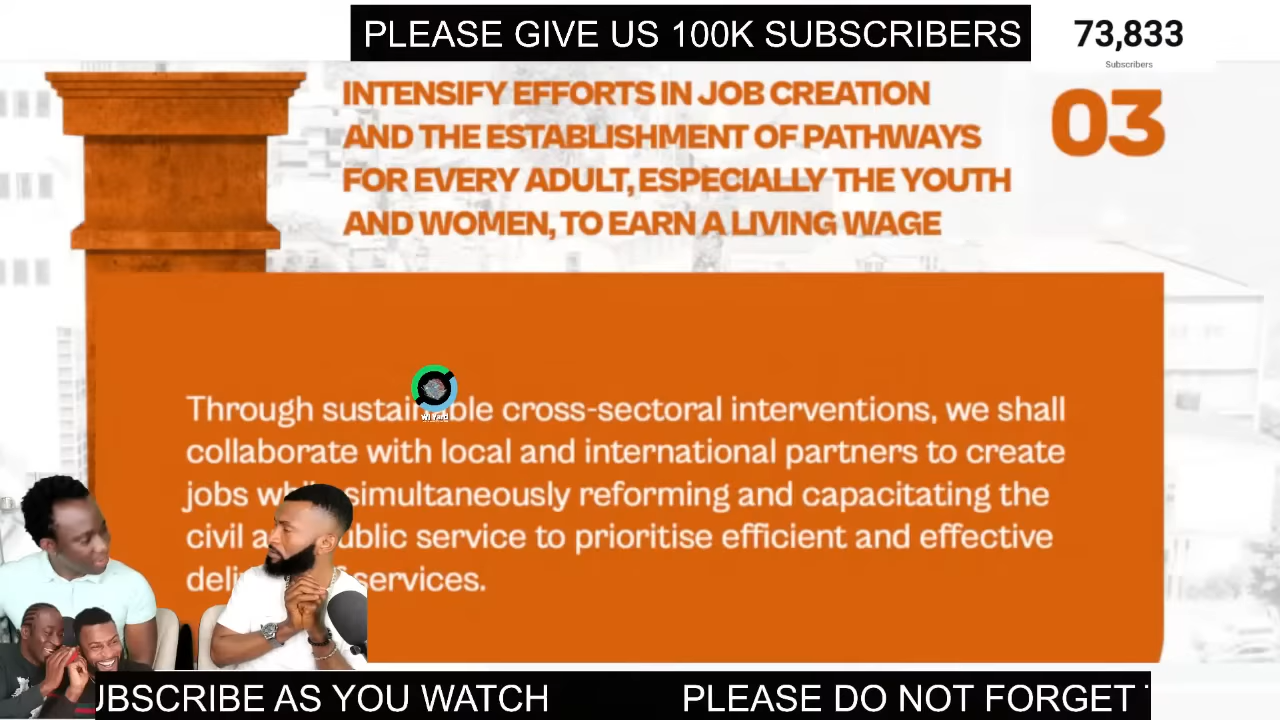 PLEASE GIVE US 100K SUBSCRIBERS
73,833
Subscribers
INTENSIFY EFFORTS IN JOB CREATION
AND THE ESTABLISHMENT OF PATHWAYS
FOR EVERY ADULT, ESPECIALLY THE YOUTH
AND WOMEN, TO EARN A LIVING WAGE
03
Through cross-sectoral interventions, we shall
collaborate with local and international partners to create
jobs simultaneously reforming and capacitating the
civil service to prioritise efficient and effective
services.
UBSCRIBE AS YOU WATCH
PLEASE DO NOT FORGET